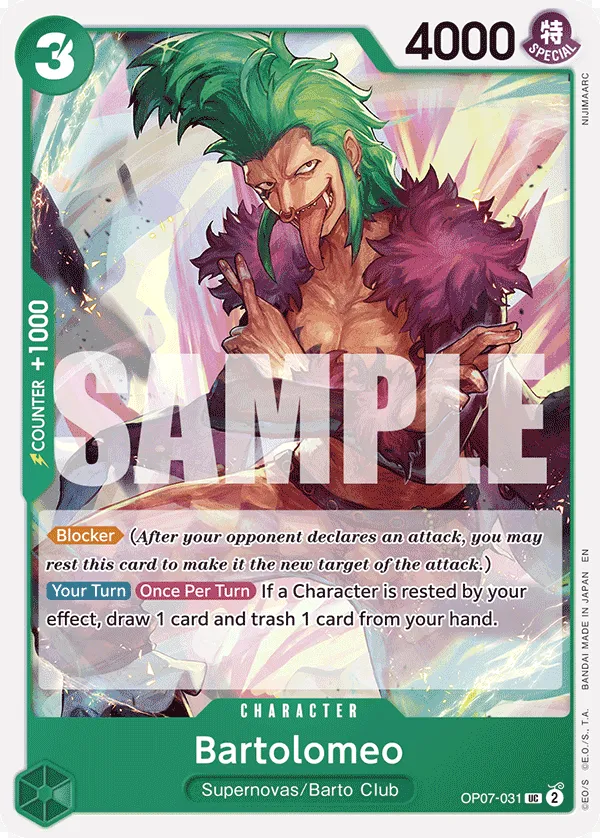 3
4000
特
SPECIAL
NIJIMAARC
COUNTER +1000
SAMPLE
Blocker (After your opponent declares an attack, you may
rest this card to make it the new target of the attack.)
Your Turn Once Per Turn If a Character is rested by your
effect, draw 1 card and trash 1 card from your hand.
©EO/S ©E.O./S., T.A. BANDAI MADE IN JAPAN EN
CHARACTER
Bartolomeo
Supernovas/Barto Club
OP07-031 UC 2